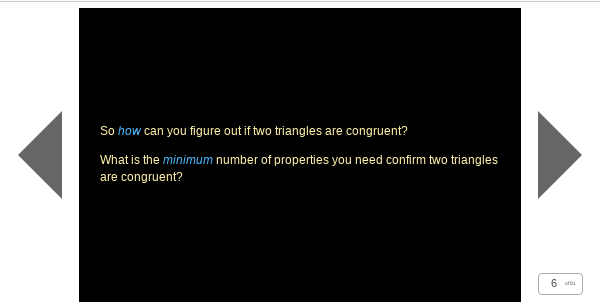 So how can you figure out if two triangles are congruent?
What is the minimum number of properties you need confirm two triangles
are congruent?
6